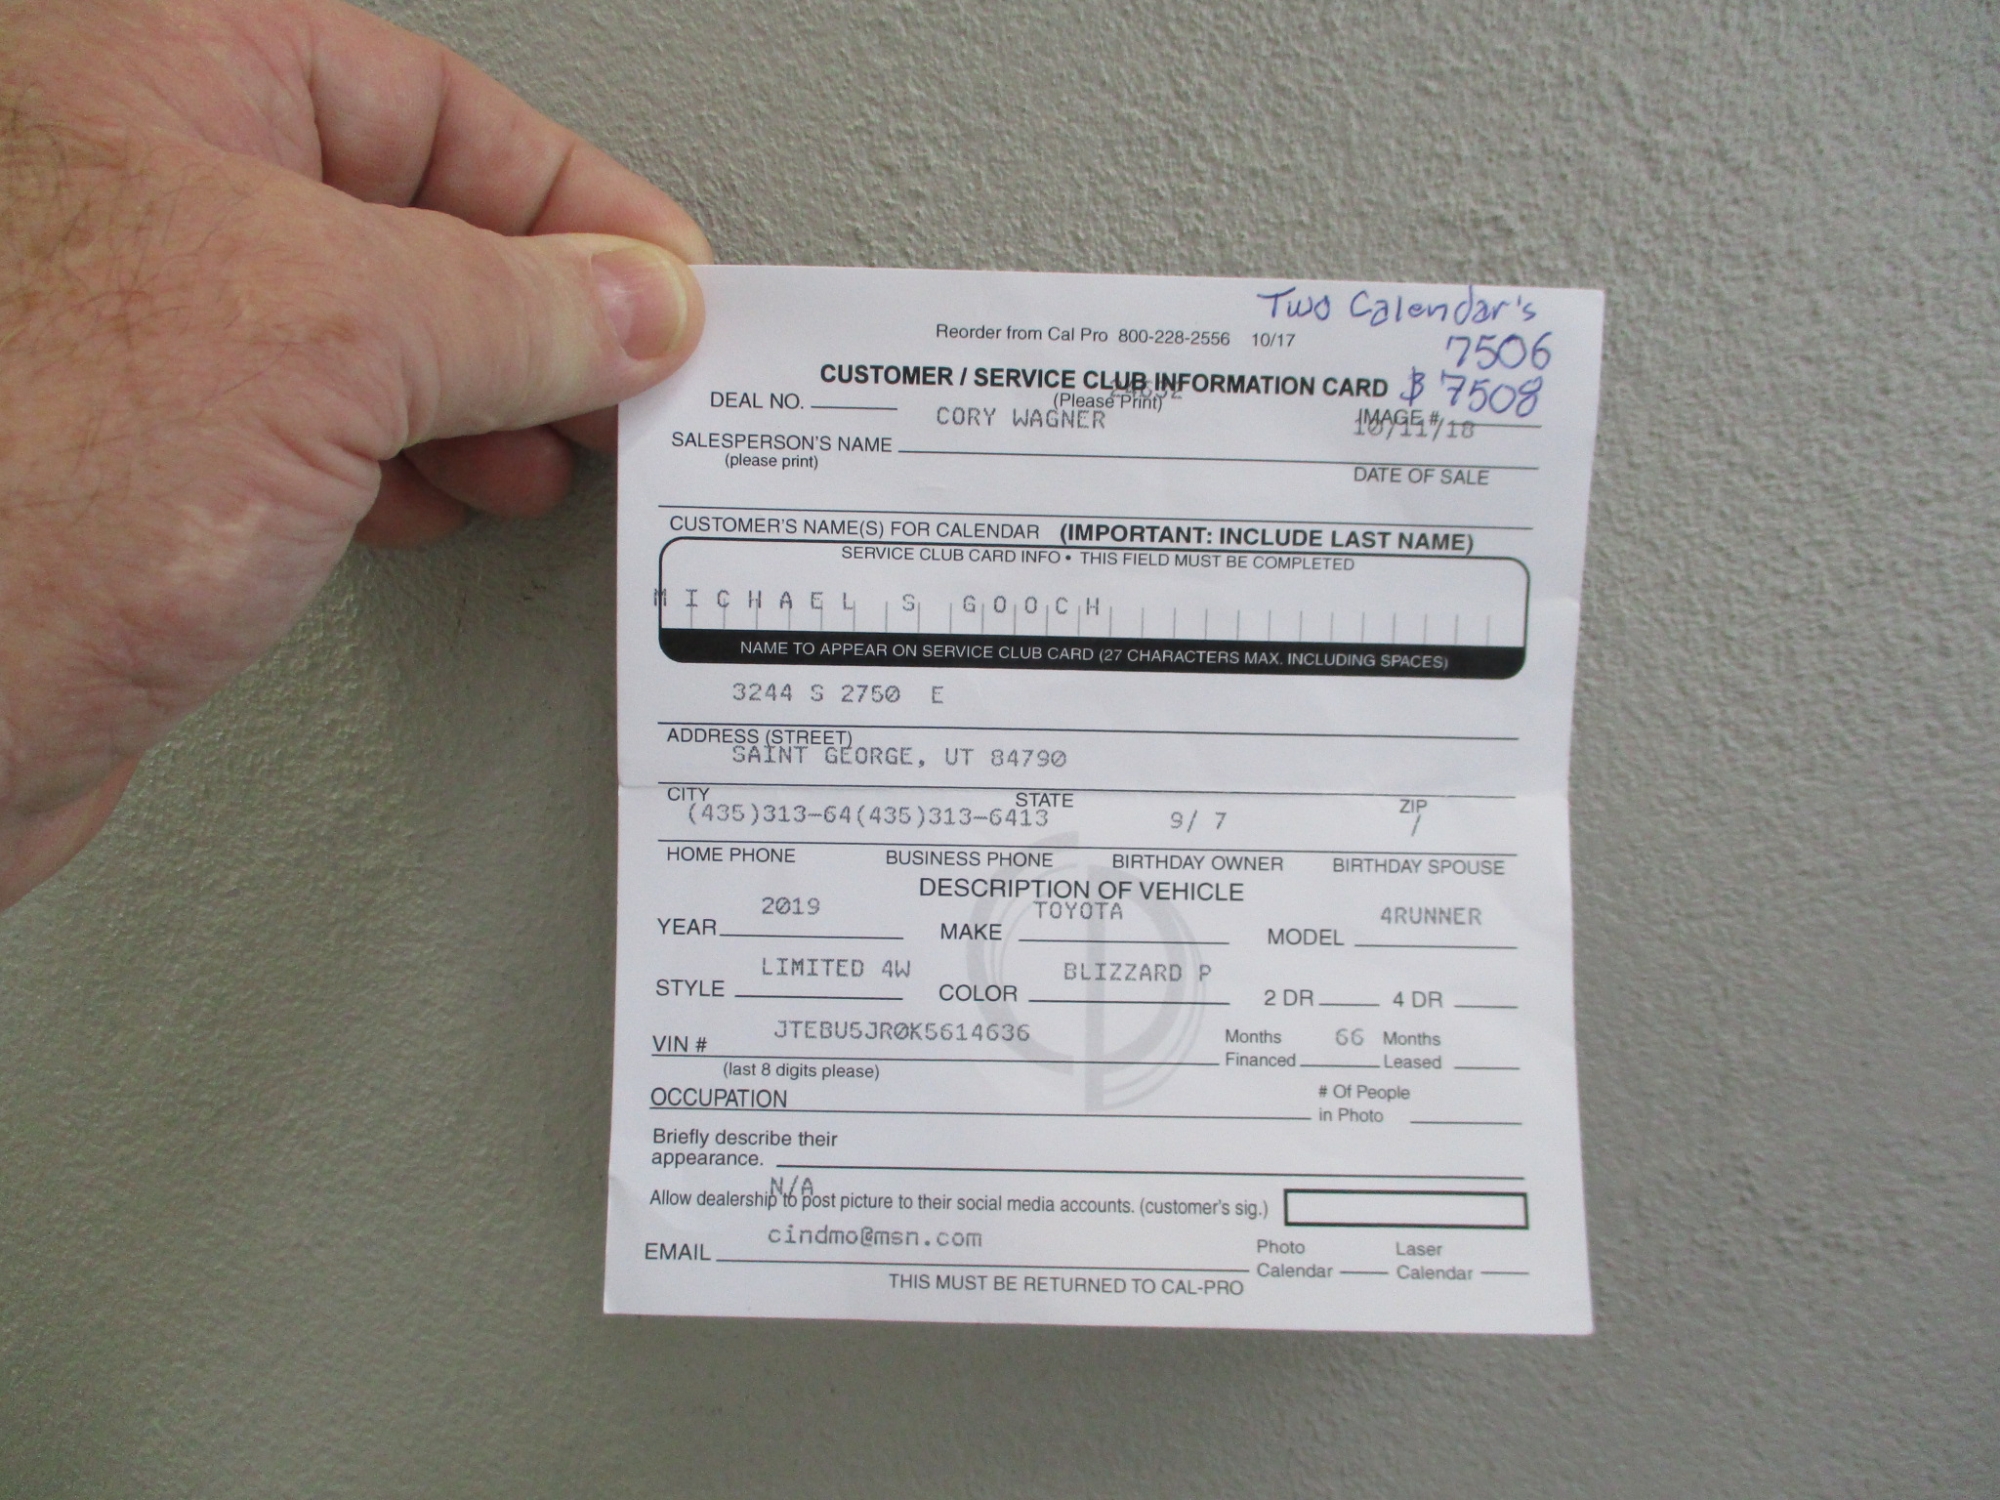 Two Calendar's
Reorder from Cal Pro 800-228-2556 10/17
7506
CUSTOMER / SERVICE CLUB INFORMATION CARD & 7508
DEAL NO. (Please Print)
CORY WAGNER IMAGE #
10/11/18
SALESPERSON'S NAME
(please print) DATE OF SALE
CUSTOMER'S NAME(S) FOR CALENDAR (IMPORTANT: INCLUDE LAST NAME)
SERVICE CLUB CARD INFO • THIS FIELD MUST BE COMPLETED
MICHAEL S GOOCH
NAME TO APPEAR ON SERVICE CLUB CARD (27 CHARACTERS MAX. INCLUDING SPACES)
3244 S 2750 E
ADDRESS (STREET)
SAINT GEORGE, UT 84790
CITY STATE ZIP
(435)313-64(435)313-6413 9/ 7 /
HOME PHONE BUSINESS PHONE BIRTHDAY OWNER BIRTHDAY SPOUSE
DESCRIPTION OF VEHICLE
2019 TOYOTA 4RUNNER
YEAR MAKE MODEL
LIMITED 4W BLIZZARD P
STYLE COLOR 2 DR 4 DR
JTEBU5JR0K5614636 Months 66 Months
VIN # Financed Leased
(last 8 digits please)
OCCUPATION # Of People
in Photo
Briefly describe their
appearance.
N/A
Allow dealership to post picture to their social media accounts. (customer's sig.)
cindmo@msn.com
EMAIL Photo Calendar Laser Calendar
THIS MUST BE RETURNED TO CAL-PRO